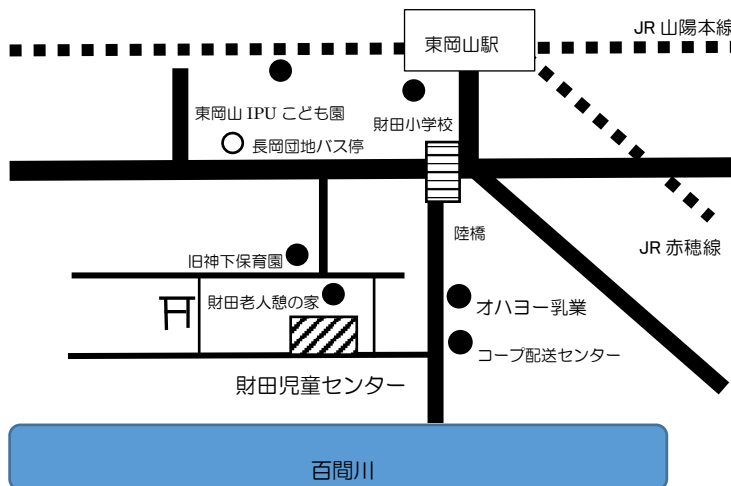 JR 山陽本線
東岡山駅
東岡山 IPU こども園
財田小学校
長岡団地バス停
陸橋
JR 赤穂線
旧神下保育園
財田老人憩の家
オハヨー乳業
コープ配送センター
財田児童センター
百間川